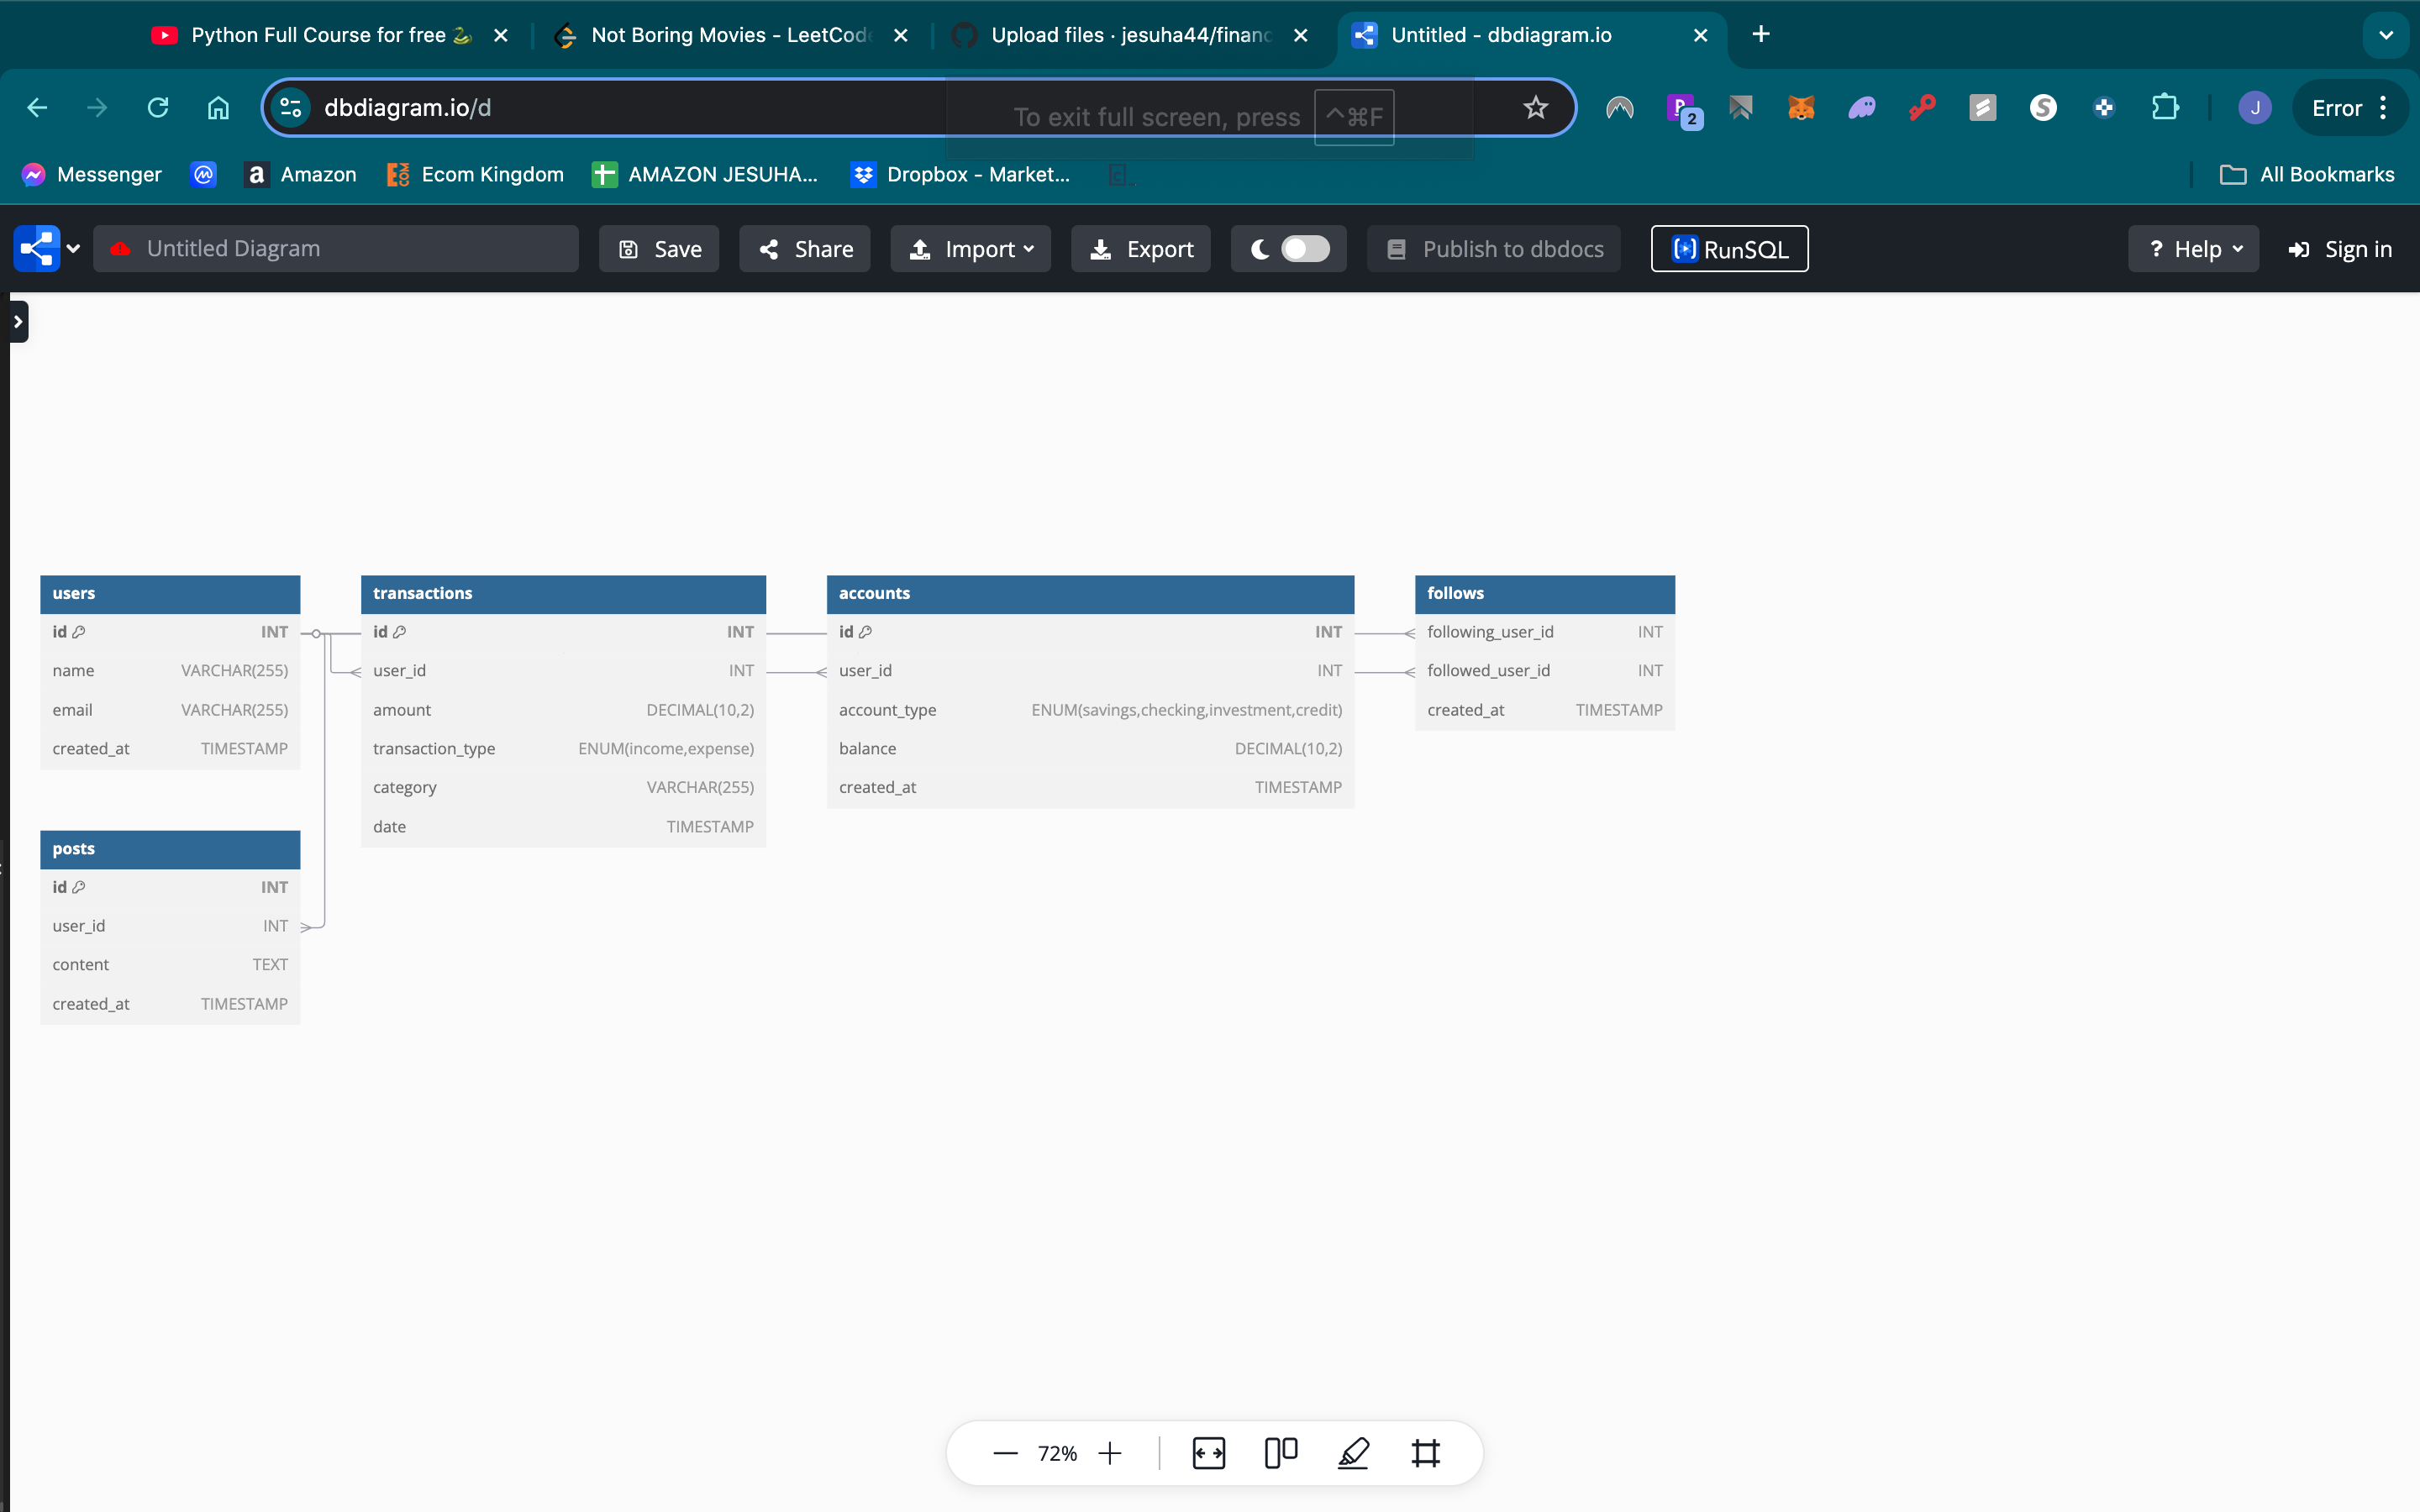 Python Full Course for free 🐍
Not Boring Movies - LeetCode
Upload files · jesuha44/financ
Untitled - dbdiagram.io
dbdiagram.io/d
To exit full screen, press ^⌘F
2
J
Error
Messenger
Amazon
Ecom Kingdom
AMAZON JESUHA...
Dropbox - Market...
All Bookmarks
Untitled Diagram
Save
Share
Import
Export
Publish to dbdocs
RunSQL
? Help
Sign in
users
id INT
name VARCHAR(255)
email VARCHAR(255)
created_at TIMESTAMP
transactions
id INT
user_id INT
amount DECIMAL(10,2)
transaction_type ENUM(income,expense)
category VARCHAR(255)
date TIMESTAMP
accounts
id INT
user_id INT
account_type ENUM(savings,checking,investment,credit)
balance DECIMAL(10,2)
created_at TIMESTAMP
follows
following_user_id INT
followed_user_id INT
created_at TIMESTAMP
posts
id INT
user_id INT
content TEXT
created_at TIMESTAMP
72%